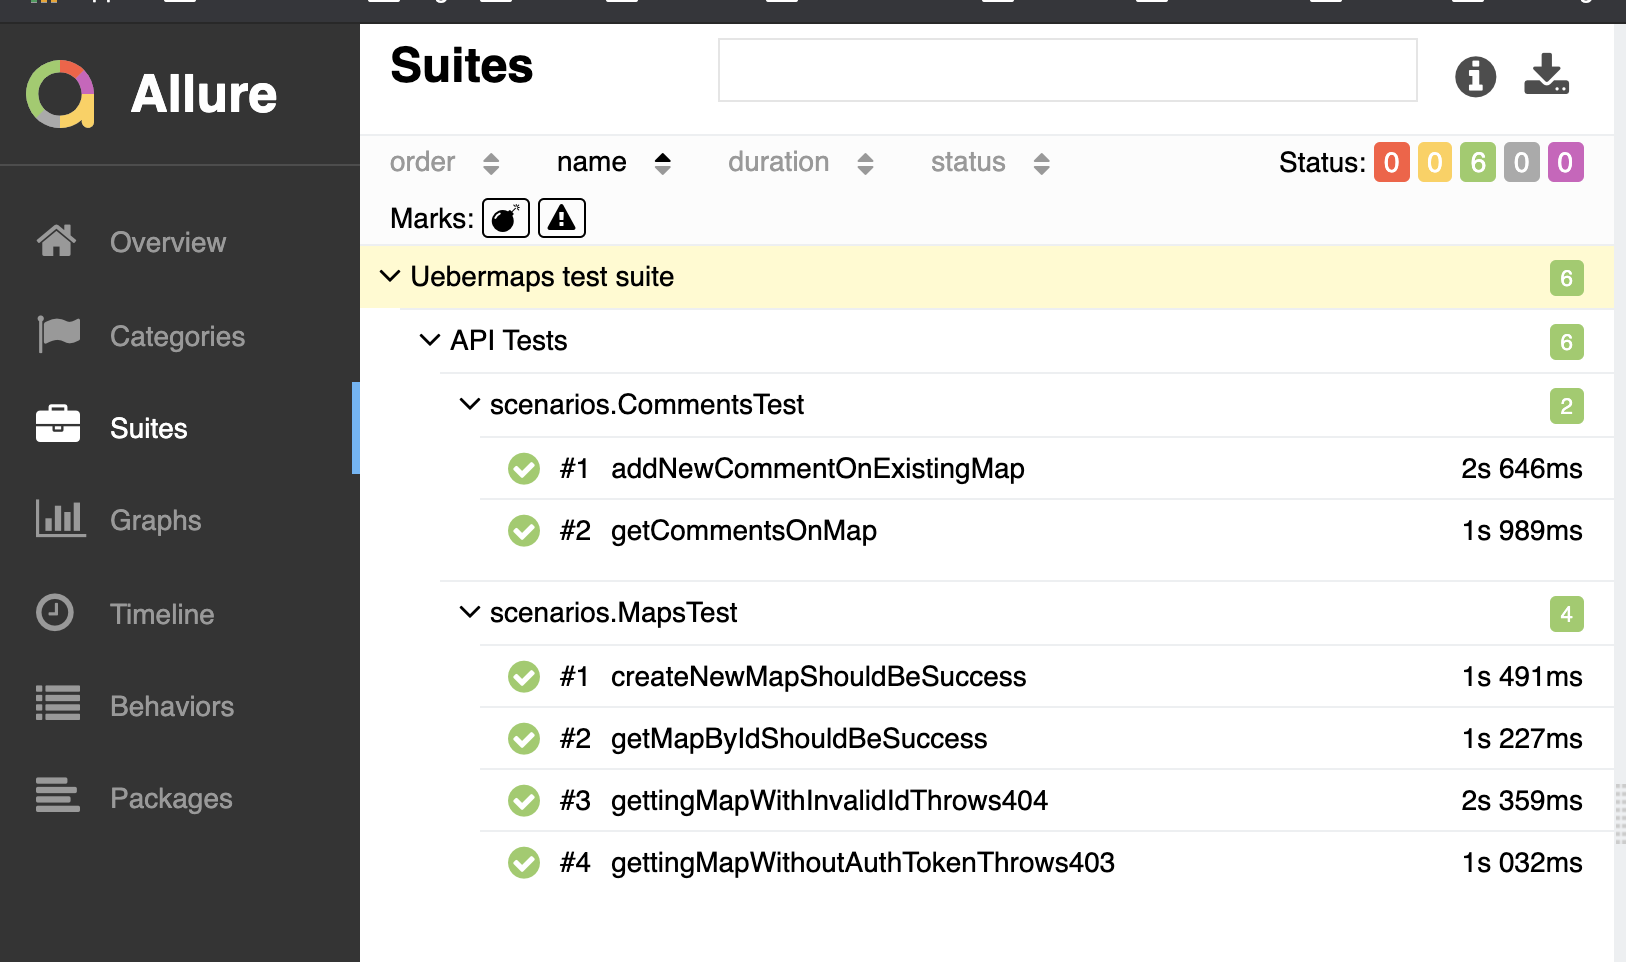 Allure
Suites
order name duration status Status: 0 0 6 0 0
Marks:
Overview
Categories
Suites
Graphs
Timeline
Behaviors
Packages
Uebermaps test suite 6
API Tests 6
scenarios.CommentsTest 2
#1 addNewCommentOnExistingMap 2s 646ms
#2 getCommentsOnMap 1s 989ms
scenarios.MapsTest 4
#1 createNewMapShouldBeSuccess 1s 491ms
#2 getMapByIdShouldBeSuccess 1s 227ms
#3 gettingMapWithInvalidIdThrows404 2s 359ms
#4 gettingMapWithoutAuthTokenThrows403 1s 032ms